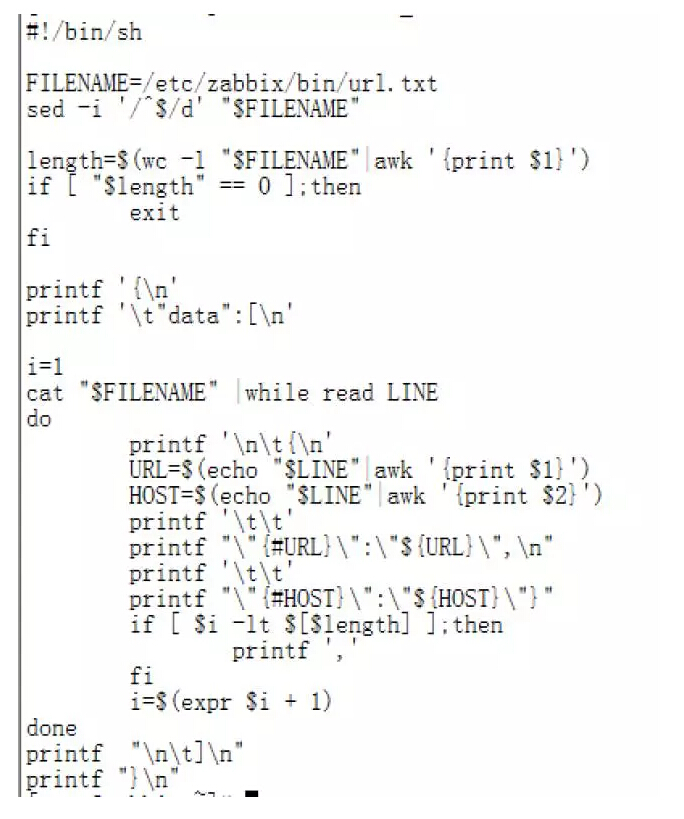 #!/bin/sh
FILENAME=/etc/zabbix/bin/url.txt
sed -i '/^$/d' "$FILENAME"
length=$(wc -l "$FILENAME"|awk '{print $1}')
if [ "$length" == 0 ];then
exit
fi
printf '{\n'
printf '\t"data":[\n'
i=1
cat "$FILENAME" |while read LINE
do
printf '\n\t{\n'
URL=$(echo "$LINE"|awk '{print $1}')
HOST=$(echo "$LINE"|awk '{print $2}')
printf '\t\t'
printf "\"{#URL}\":\"${URL}\",\n"
printf '\t\t'
printf "\"{#HOST}\":\"${HOST}\"}"
if [ $i -lt $[$length] ];then
printf ','
fi
i=$(expr $i + 1)
done
printf "\n\t]\n"
printf "}\n"